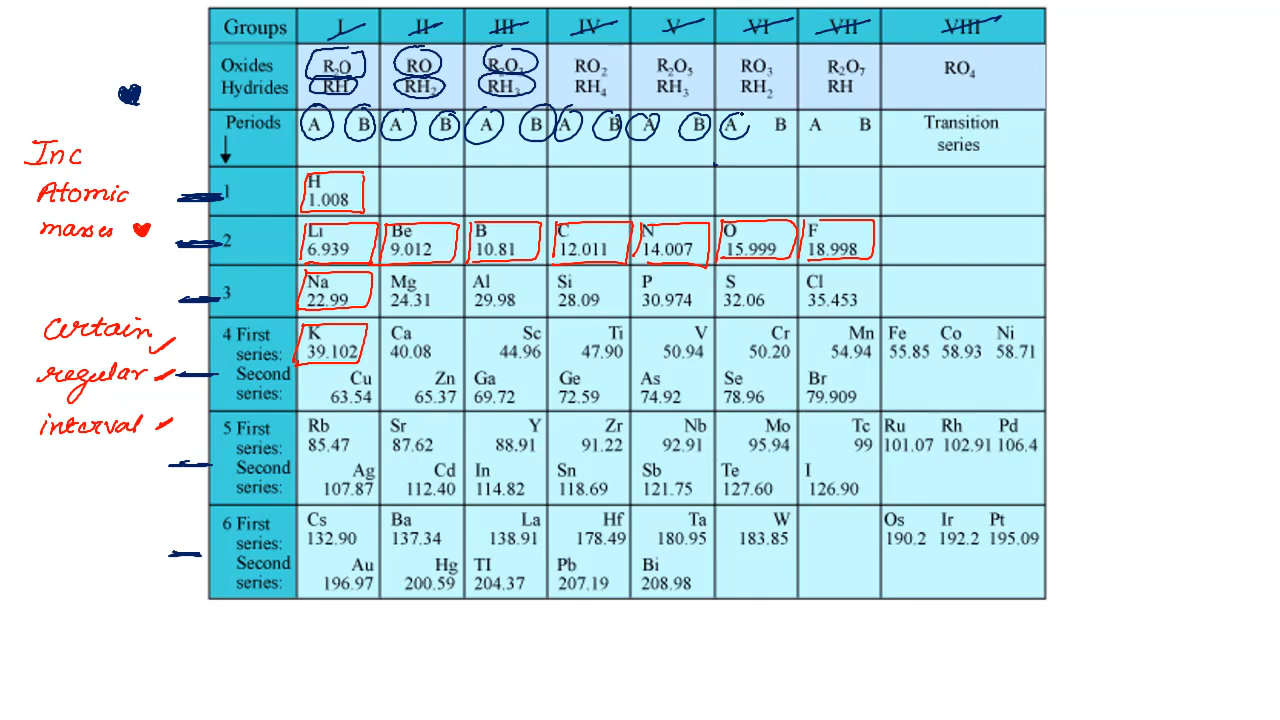 Groups I II III IV V VI VII VIII
Oxides R₂O RO R₂O₃ RO₂ R₂O₅ RO₃ R₂O₇ RO₄
Hydrides RH RH₂ RH₃ RH₄ RH₃ RH₂ RH
Periods A B A B A B A B A B A B A B Transition
series
Inc
Atomic
masses
1 H
1.008
2 Li Be B C N O F
6.939 9.012 10.81 12.011 14.007 15.999 18.998
3 Na Mg Al Si P S Cl
22.99 24.31 29.98 28.09 30.974 32.06 35.453
Certain
regular
interval
4 First K Ca Sc Ti V Cr Mn Fe Co Ni
series: 39.102 40.08 44.96 47.90 50.94 50.20 54.94 55.85 58.93 58.71
Second Cu Zn Ga Ge As Se Br
series: 63.54 65.37 69.72 72.59 74.92 78.96 79.909
5 First Rb Sr Y Zr Nb Mo Tc Ru Rh Pd
series: 85.47 87.62 88.91 91.22 92.91 95.94 99 101.07 102.91 106.4
Second Ag Cd In Sn Sb Te I
series: 107.87 112.40 114.82 118.69 121.75 127.60 126.90
6 First Cs Ba La Hf Ta W Os Ir Pt
series: 132.90 137.34 138.91 178.49 180.95 183.85 190.2 192.2 195.09
Second Au Hg TI Pb Bi
series: 196.97 200.59 204.37 207.19 208.98